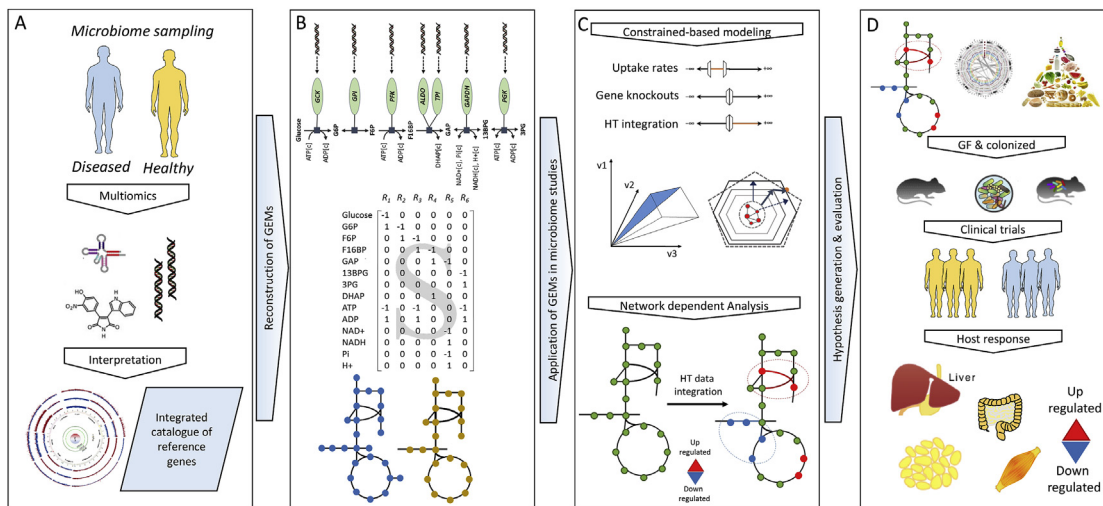 A
Microbiome sampling
Diseased
Healthy
Multiomics
HO
O₂N
H
N
O
N
H
O
Interpretation
Integrated
catalogue of
reference
genes
Reconstruction of GEMs
B
GCK
GPI
PFK
ALDO
TPI
GAPDH
PGK
Glucose
G6P
F6P
F16BP
GAP
13BPG
3PG
ATP[c]
ADP[c]
ATP[c]
ADP[c]
DHAP[c]
NAD+[c], Pi[c]
NADH[c], H+[c]
ATP[c]
ADP[c]
R1 R2 R3 R4 R5 R6
Glucose -1 0 0 0 0 0
G6P 1 -1 0 0 0 0
F6P 0 1 -1 0 0 0
F16BP 0 0 1 -1 0 0
GAP 0 0 0 1 -1 0
13BPG 0 0 0 0 0 -1
3PG 0 0 0 0 0 1
DHAP 0 0 0 0 0 0
ATP -1 0 -1 0 0 -1
ADP 1 0 1 0 0 1
NAD+ 0 0 0 0 -1 0
NADH 0 0 0 0 1 0
Pi 0 0 0 0 -1 0
H+ 0 0 0 0 1 0
S
Application of GEMs in microbiome studies
C
Constrained-based modeling
Uptake rates -∞ +∞
Gene knockouts -∞ +∞
HT integration -∞ +∞
v1
v2
v3
Network dependent Analysis
HT data
integration
Up
regulated
Down
regulated
Hypothesis generation & evaluation
D
GF & colonized
Clinical trials
Host response
Liver
Up
regulated
Down
regulated